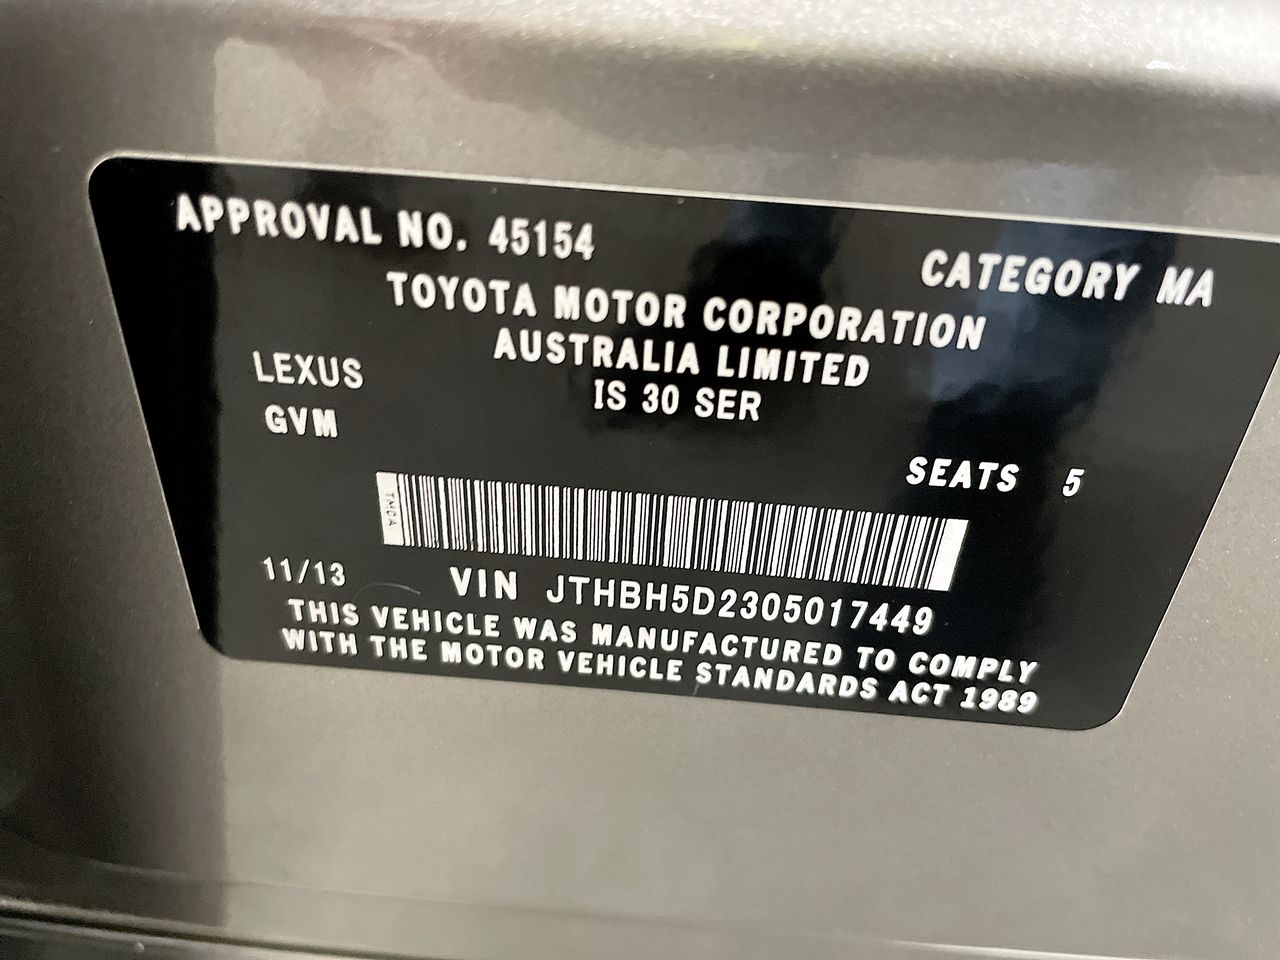 APPROVAL NO. 45154
CATEGORY MA
TOYOTA MOTOR CORPORATION
AUSTRALIA LIMITED
LEXUS
IS 30 SER
GVM
SEATS 5
TMCA
11/13
VIN JTHBH5D2305017449
THIS VEHICLE WAS MANUFACTURED TO COMPLY
WITH THE MOTOR VEHICLE STANDARDS ACT 1989